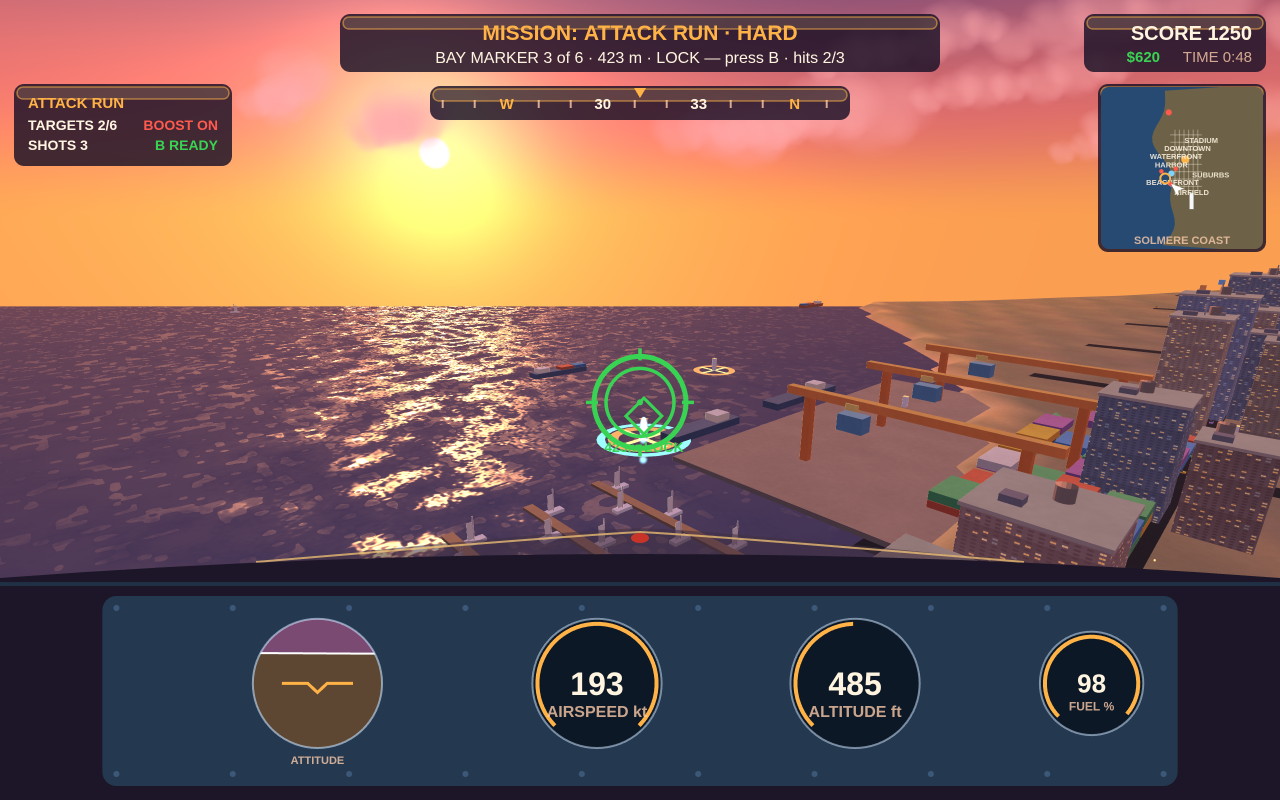 MISSION: ATTACK RUN · HARD
BAY MARKER 3 of 6 · 423 m · LOCK — press B · hits 2/3
SCORE 1250
$620 TIME 0:48
ATTACK RUN
TARGETS 2/6 BOOST ON
SHOTS 3 B READY
W 30 33 N
STADIUM
DOWNTOWN
WATERFRONT
HARBOR
SUBURBS
BEACHFRONT
AIRFIELD
SOLMERE COAST
193
AIRSPEED kt
485
ALTITUDE ft
98
FUEL %
ATTITUDE